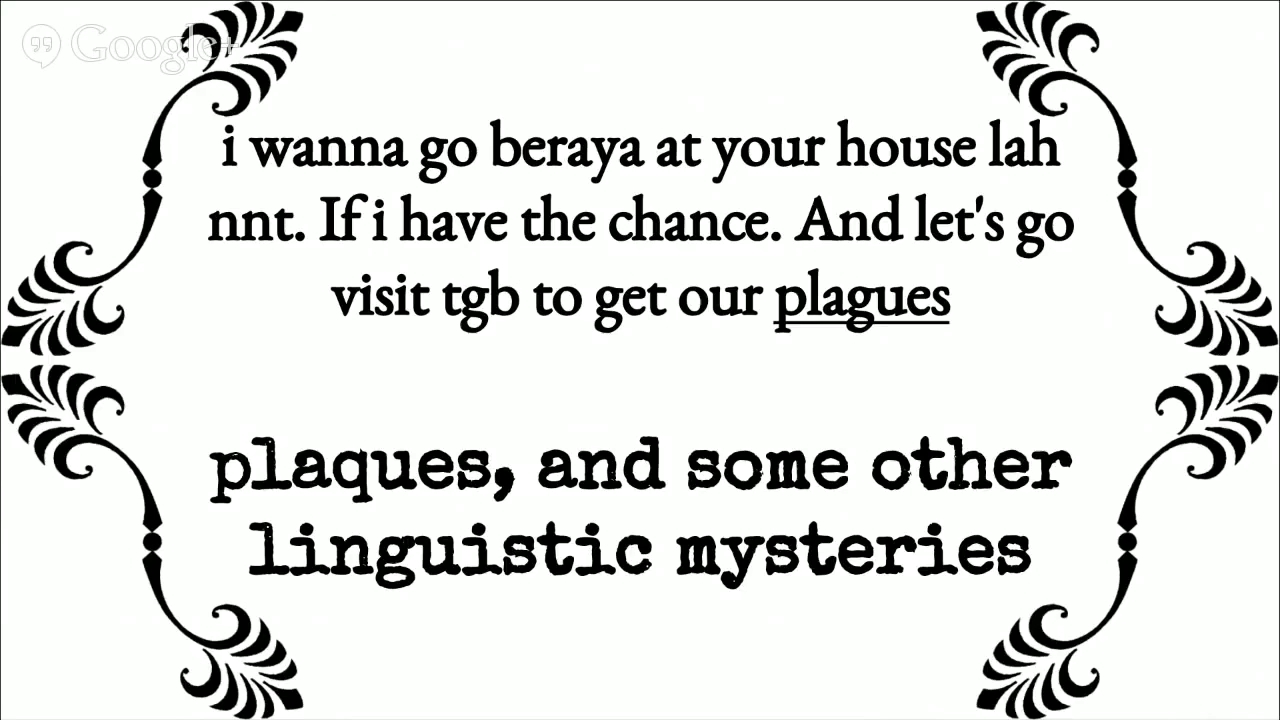 Google+
i wanna go beraya at your house lah
nnt. If i have the chance. And let's go
visit tgb to get our plagues
plaques, and some other
linguistic mysteries